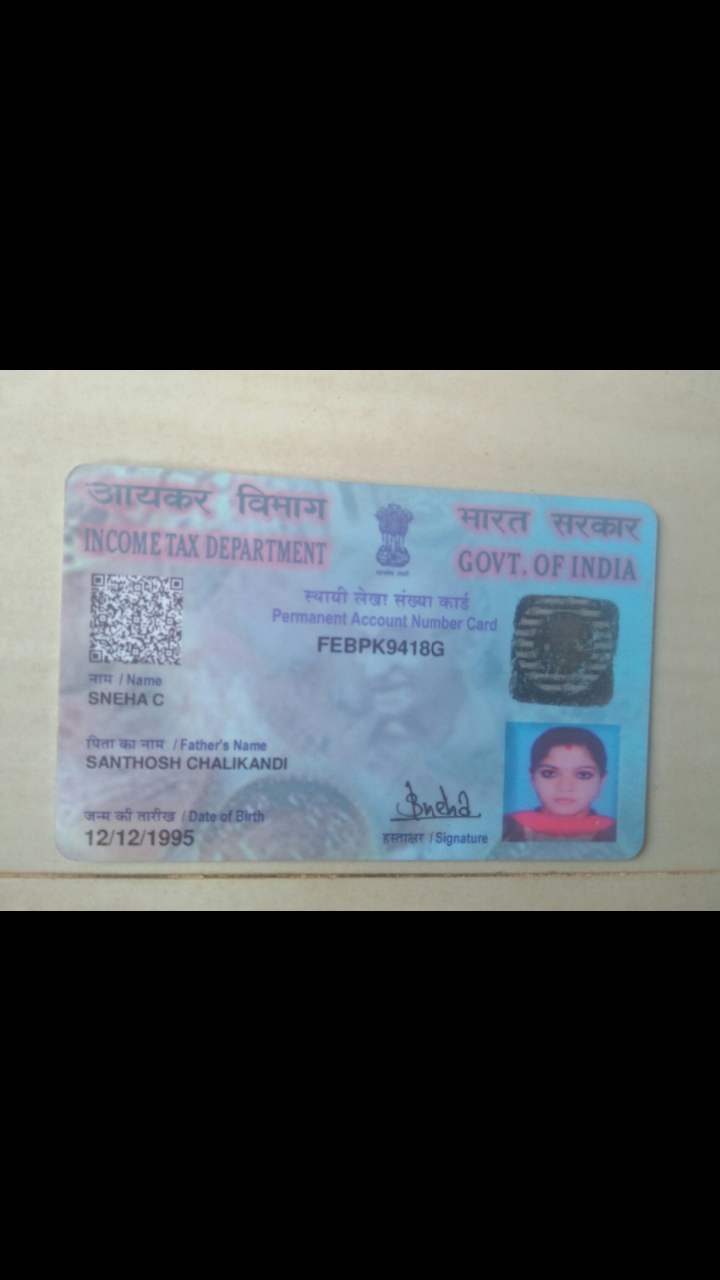 आयकर विभाग
INCOME TAX DEPARTMENT
भारत सरकार
GOVT. OF INDIA
स्थायी लेखा संख्या कार्ड
Permanent Account Number Card
FEBPK9418G
नाम / Name
SNEHA C
पिता का नाम / Father's Name
SANTHOSH CHALIKANDI
जन्म की तारीख / Date of Birth
12/12/1995
Sneha
हस्ताक्षर / Signature